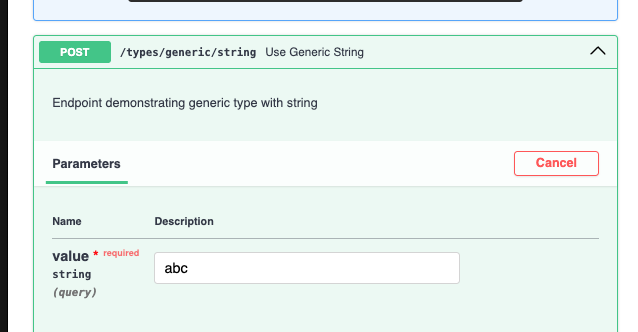 POST /types/generic/string Use Generic String
Endpoint demonstrating generic type with string
Parameters Cancel
Name Description
value * required
string
(query)
abc